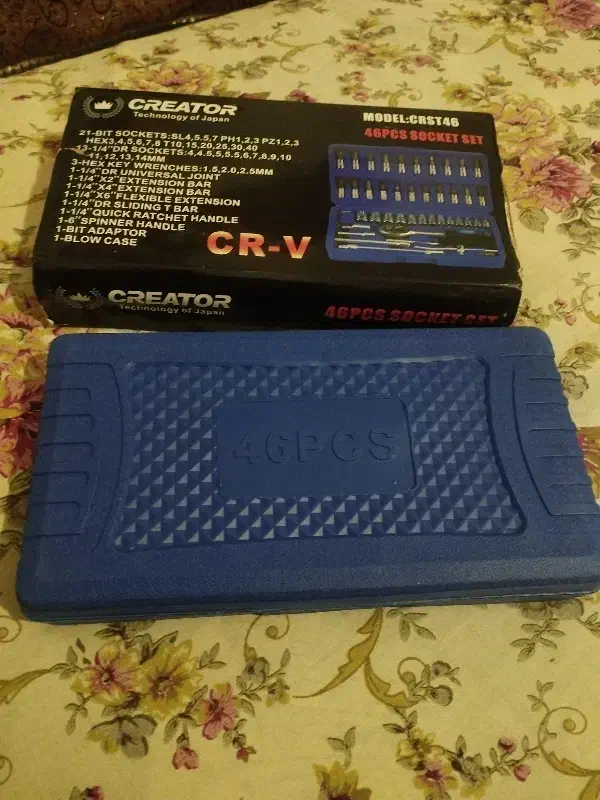 CREATOR
Technology of Japan
MODEL:CRST46
46PCS SOCKET SET
21-BIT SOCKETS:SL4,5.5,7 PH1,2,3 PZ1,2,3
HEX3,4,5,6,7,8 T10,15,20,25,30,40
13-1/4"DR SOCKETS:4,4.5,5,5.5,6,7,8,9,10
11,12,13,14MM
3-HEX KEY WRENCHES:1.5,2.0,2.5MM
1-1/4"DR UNIVERSAL JOINT
1-1/4"X2"EXTENSION BAR
1-1/4"X4"EXTENSION BAR
1-1/4"X6"FLEXIBLE EXTENSION
1-1/4"DR SLIDING T BAR
1-1/4"QUICK RATCHET HANDLE
1-6"SPINNER HANDLE
1-BIT ADAPTOR
1-BLOW CASE
CR-V
CREATOR
Technology of Japan
46PCS SOCKET SET
46PCS